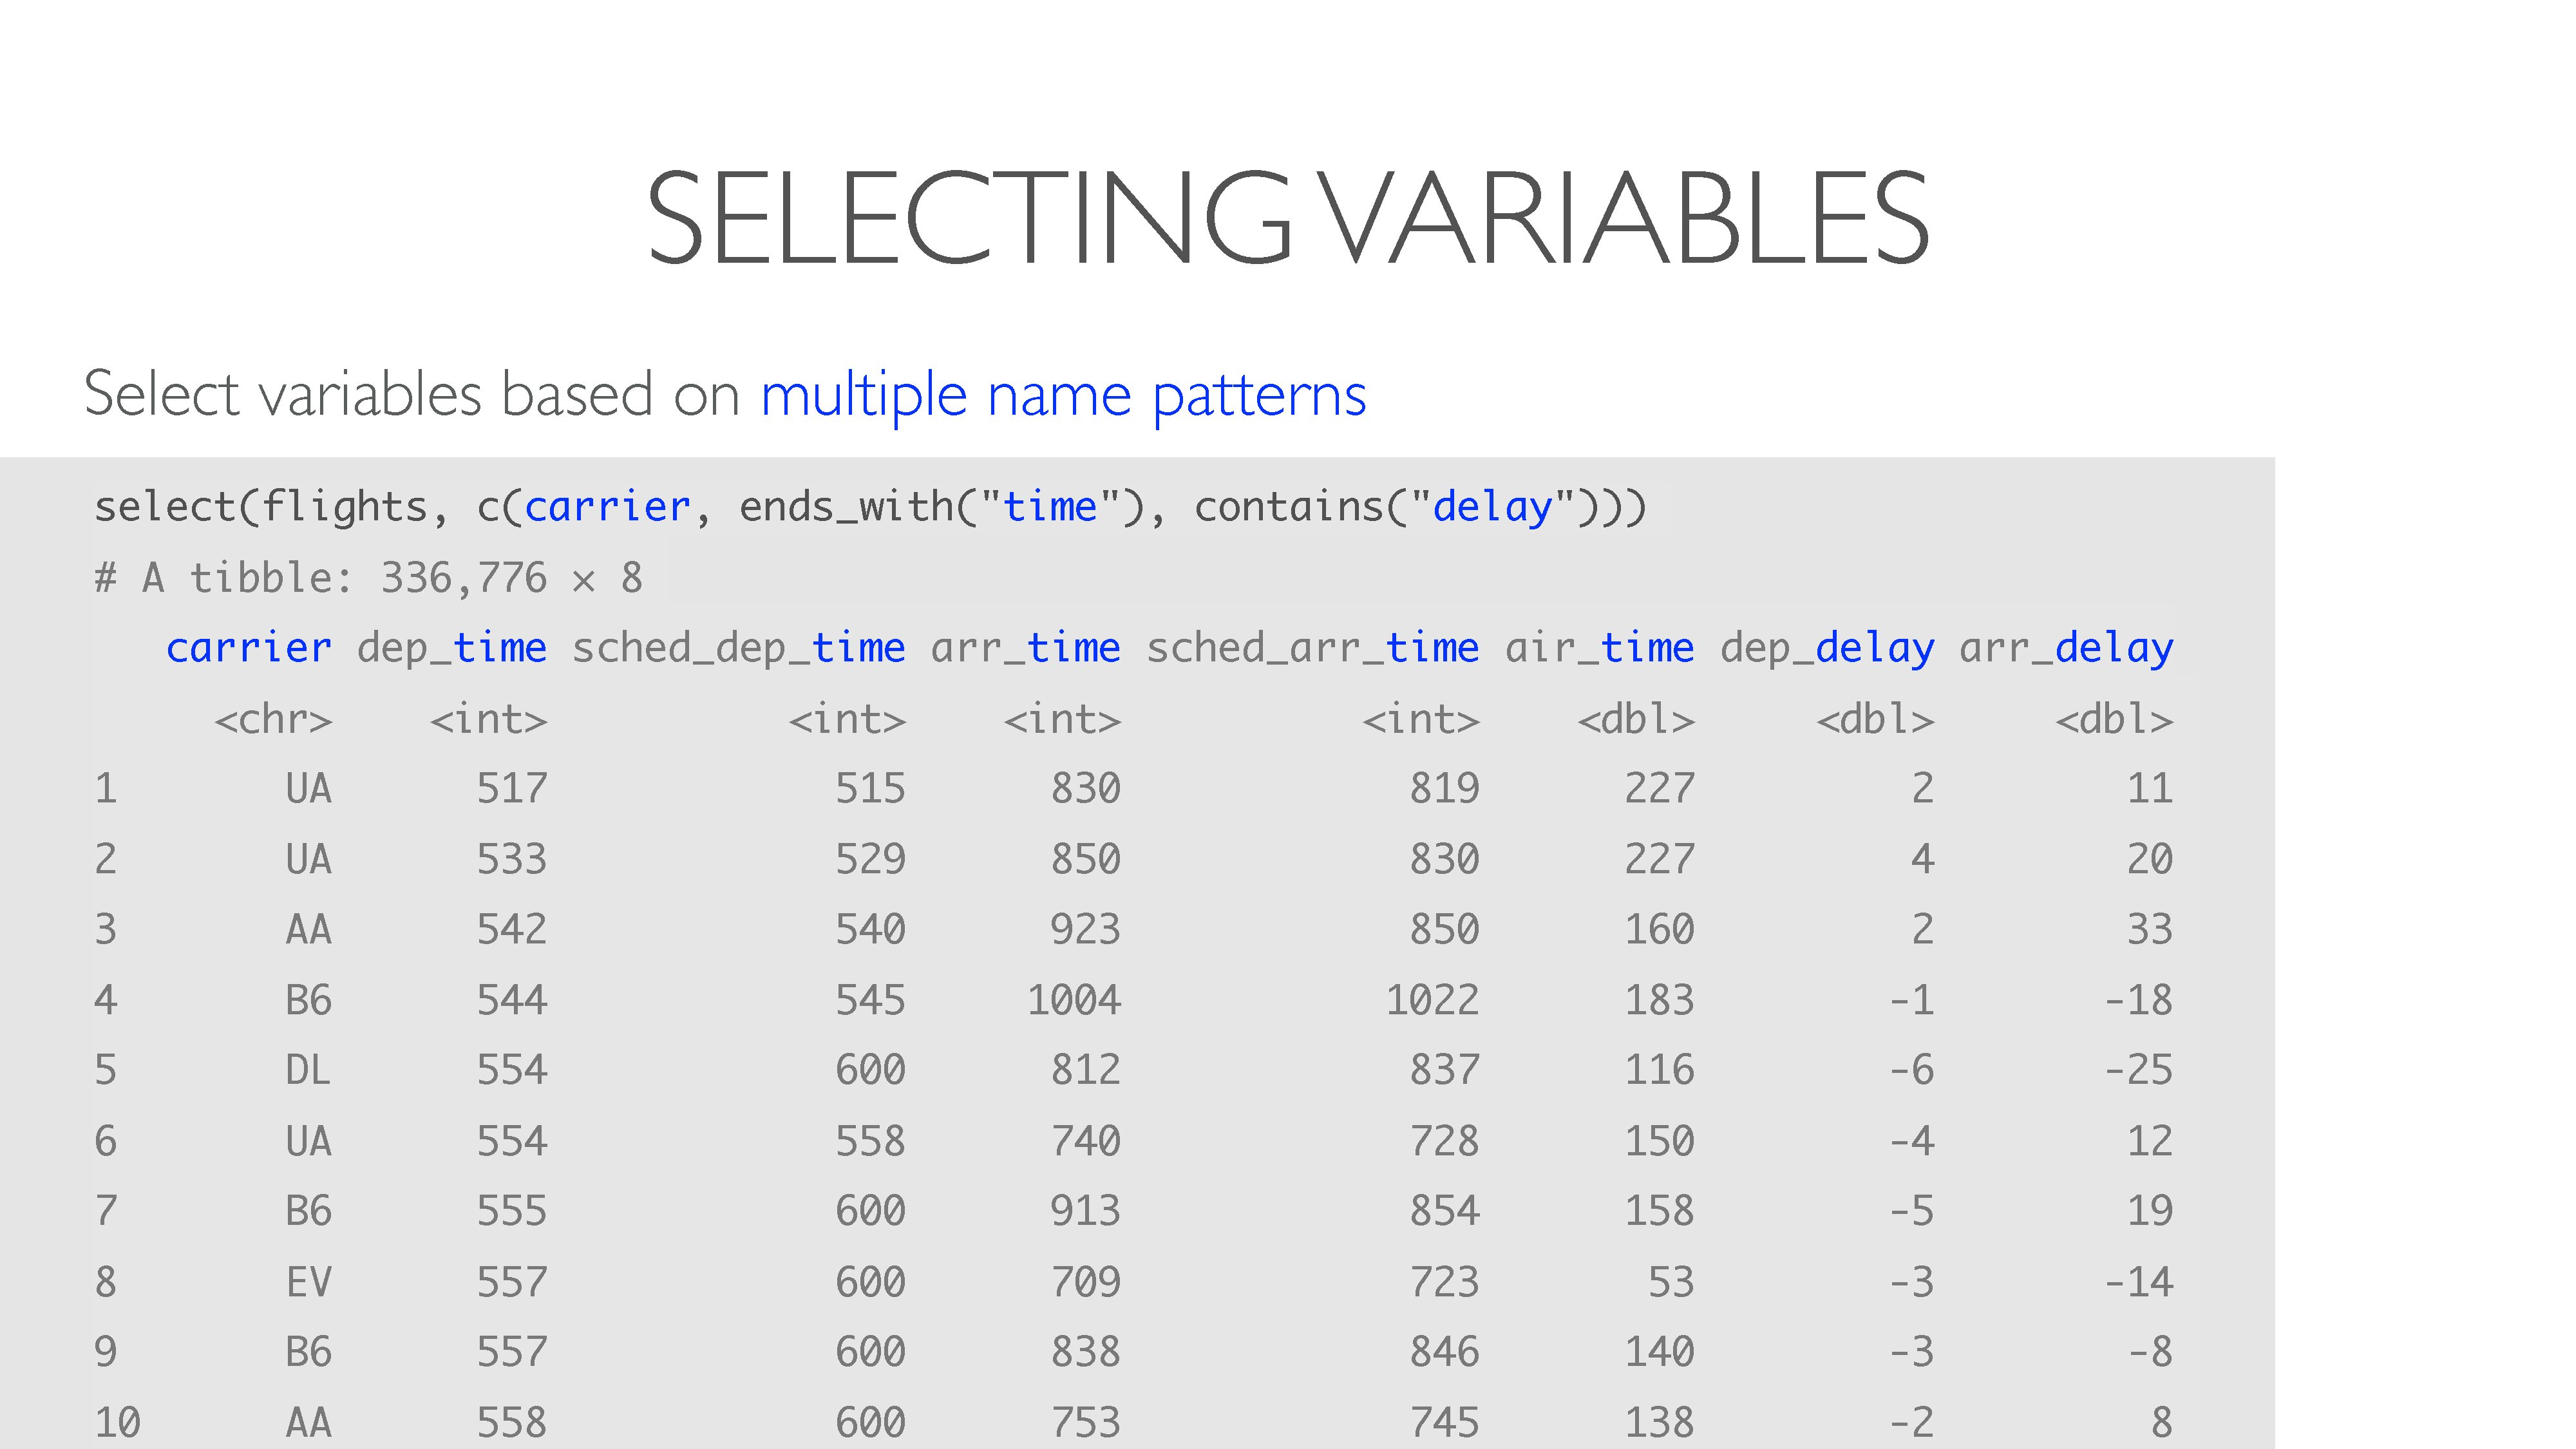 SELECTING VARIABLES
Select variables based on multiple name patterns
select(flights, c(carrier, ends_with("time"), contains("delay")))
# A tibble: 336,776 × 8
carrier dep_time sched_dep_time arr_time sched_arr_time air_time dep_delay arr_delay
<chr> <int> <int> <int> <int> <dbl> <dbl> <dbl>
1 UA 517 515 830 819 227 2 11
2 UA 533 529 850 830 227 4 20
3 AA 542 540 923 850 160 2 33
4 B6 544 545 1004 1022 183 -1 -18
5 DL 554 600 812 837 116 -6 -25
6 UA 554 558 740 728 150 -4 12
7 B6 555 600 913 854 158 -5 19
8 EV 557 600 709 723 53 -3 -14
9 B6 557 600 838 846 140 -3 -8
10 AA 558 600 753 745 138 -2 8